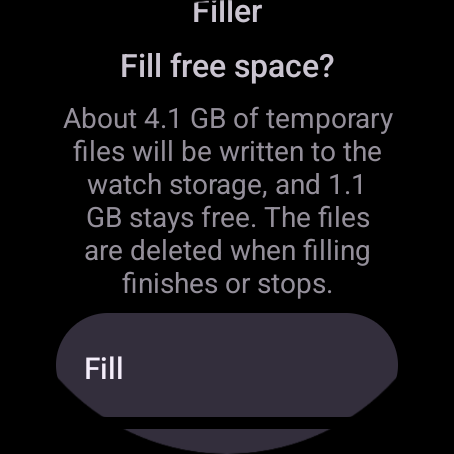 Filler
Fill free space?
About 4.1 GB of temporary
files will be written to the
watch storage, and 1.1
GB stays free. The files
are deleted when filling
finishes or stops.
Fill